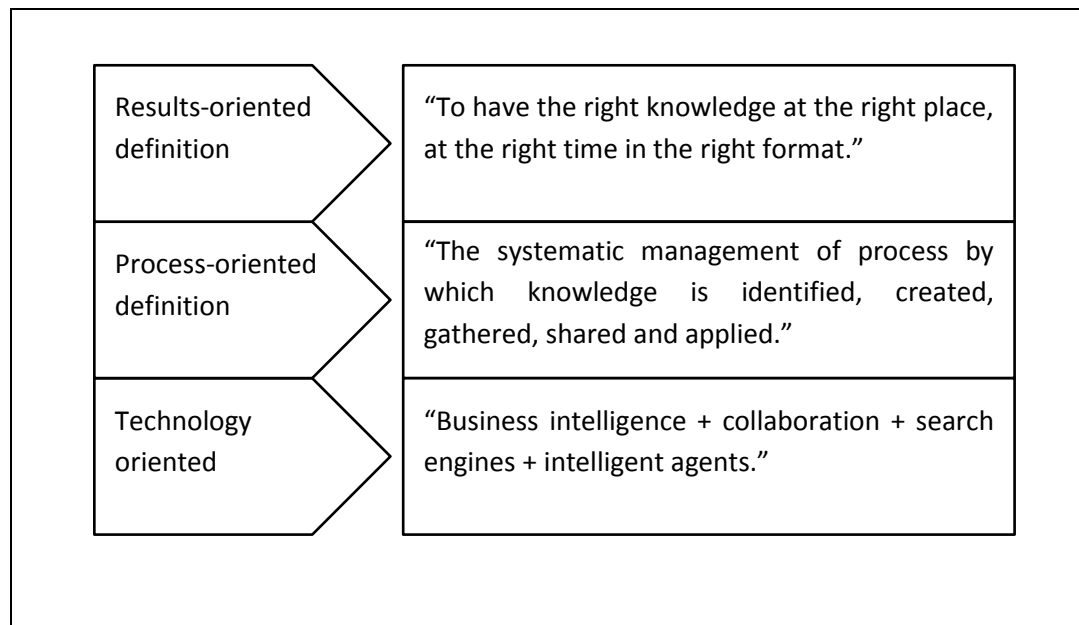 Results-oriented
definition
“To have the right knowledge at the right place,
at the right time in the right format.”
Process-oriented
definition
“The systematic management of process by
which knowledge is identified, created,
gathered, shared and applied.”
Technology
oriented
“Business intelligence + collaboration + search
engines + intelligent agents.”